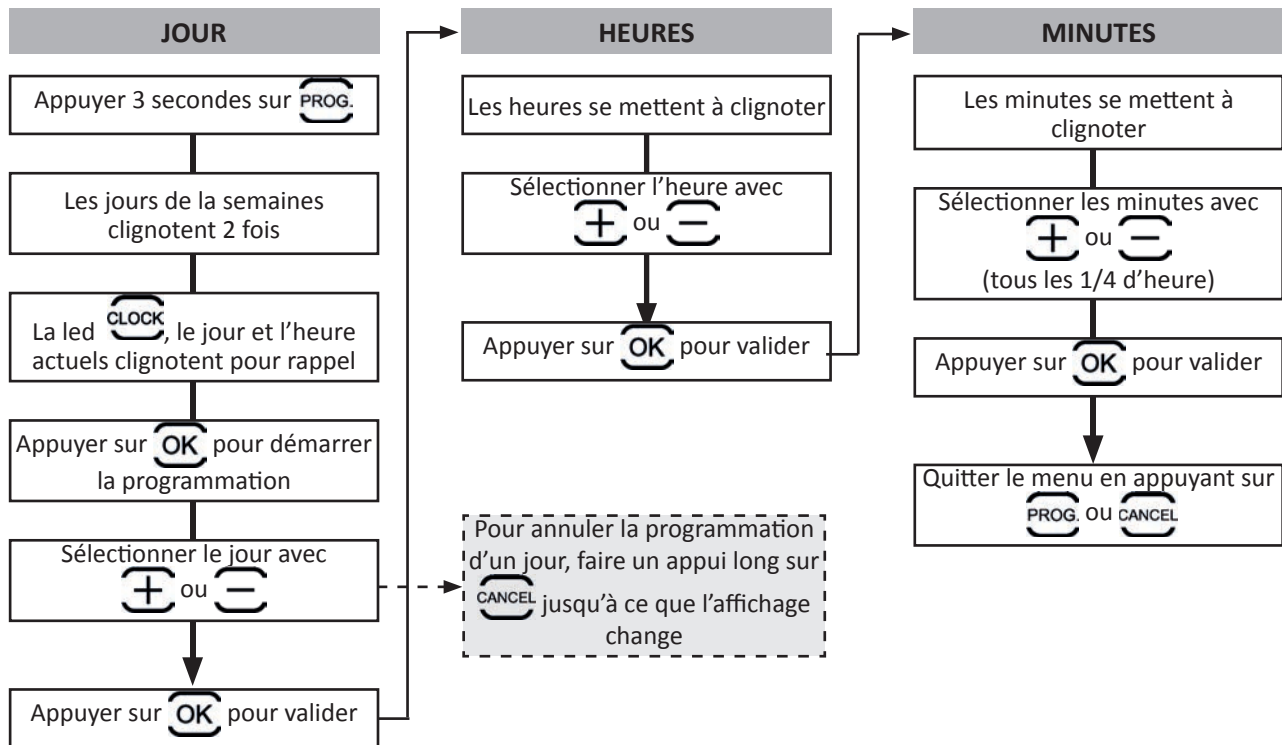 JOUR
Appuyer 3 secondes sur PROG.
Les jours de la semaines
clignotent 2 fois
La led CLOCK, le jour et l'heure
actuels clignotent pour rappel
Appuyer sur OK pour démarrer
la programmation
Sélectionner le jour avec
+ ou −
Appuyer sur OK pour valider
HEURES
Les heures se mettent à clignoter
Sélectionner l'heure avec
+ ou −
Appuyer sur OK pour valider
Pour annuler la programmation
d'un jour, faire un appui long sur
CANCEL jusqu'à ce que l'affichage
change
MINUTES
Les minutes se mettent à
clignoter
Sélectionner les minutes avec
+ ou −
(tous les 1/4 d'heure)
Appuyer sur OK pour valider
Quitter le menu en appuyant sur
PROG. ou CANCEL